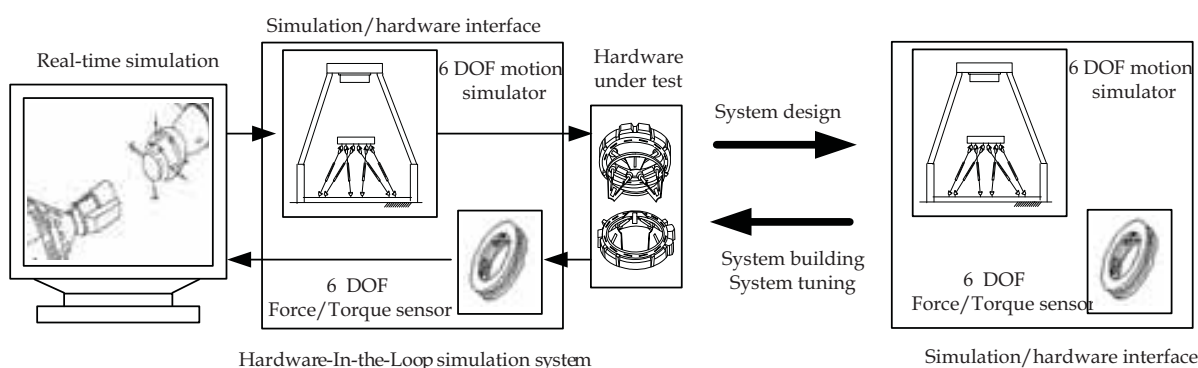 Simulation/hardware interface
Real-time simulation
6 DOF motion
simulator
Hardware
under test
6 DOF
Force/Torque sensor
Hardware-In-the-Loop simulation system
System design
System building
System tuning
6 DOF motion
simulator
6 DOF
Force/Torque sensor
Simulation/hardware interface